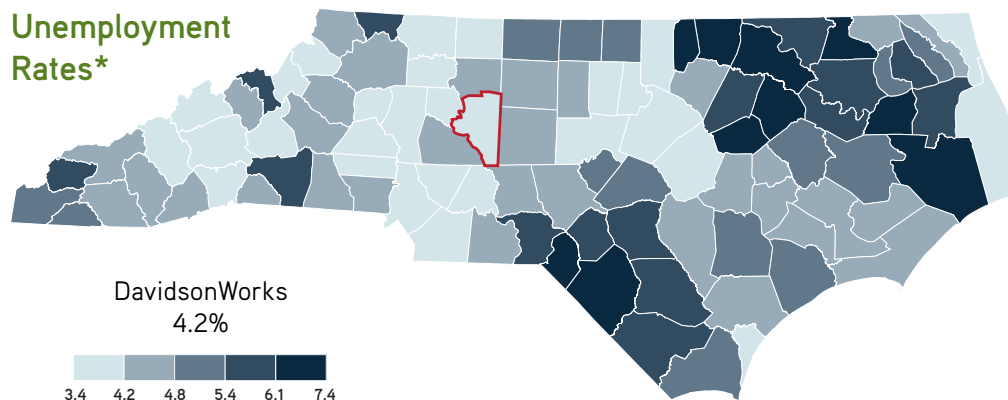 Unemployment
Rates*
DavidsonWorks
4.2%
3.4 4.2 4.8 5.4 6.1 7.4